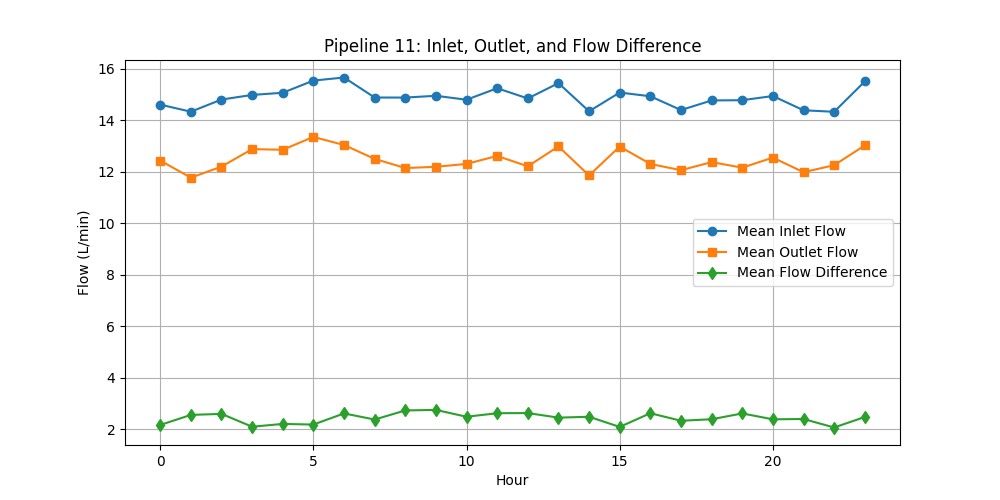 Pipeline 11: Inlet, Outlet, and Flow Difference
Flow (L/min)
16
14
12
10
8
6
4
2
Mean Inlet Flow
Mean Outlet Flow
Mean Flow Difference
0 5 10 15 20
Hour